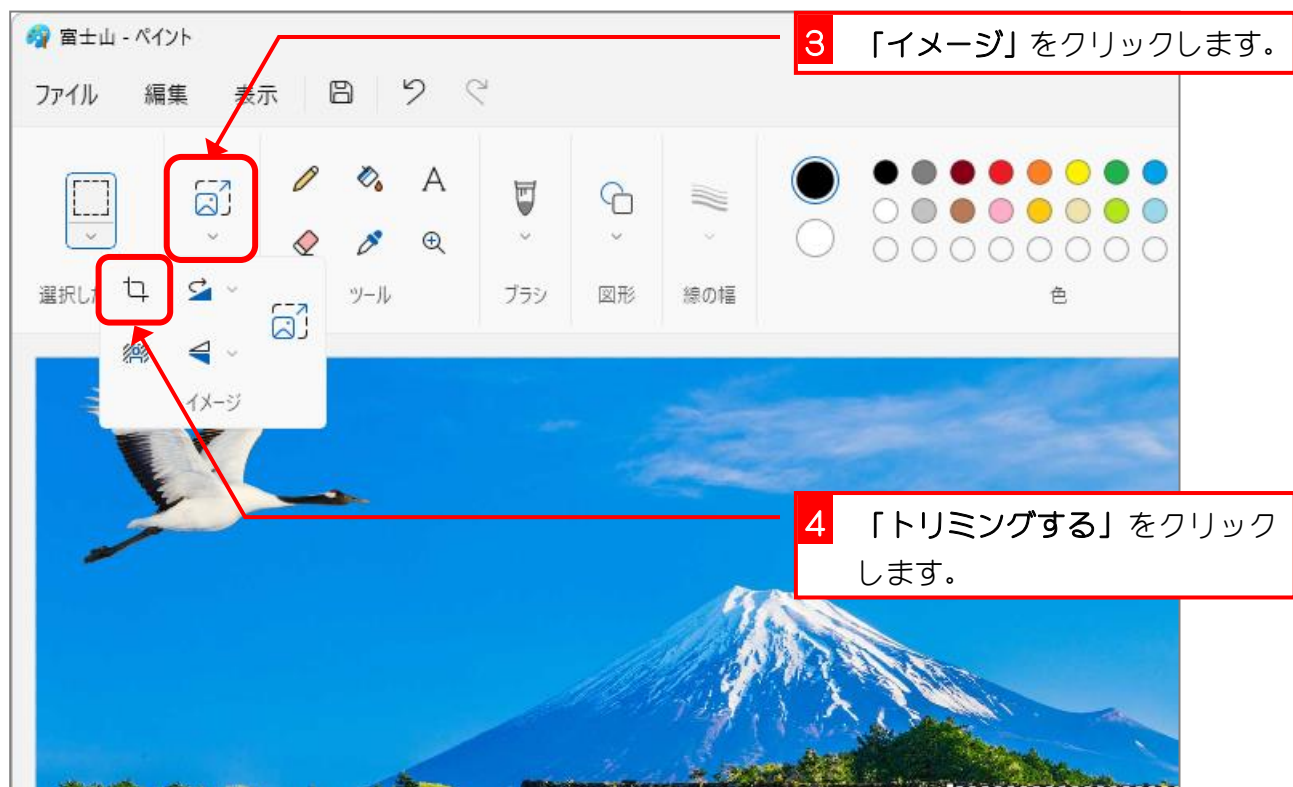 富士山 - ペイント
3 「イメージ」をクリックします。
ファイル 編集 表示
A
選択した ツール ブラシ 図形 線の幅 色
イメージ
4 「トリミングする」をクリック
します。